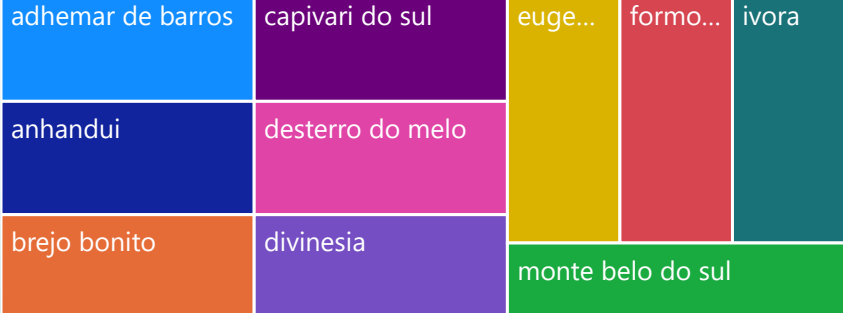 adhemar de barros
anhandui
brejo bonito
capivari do sul
desterro do melo
divinesia
euge...
formo...
ivora
monte belo do sul